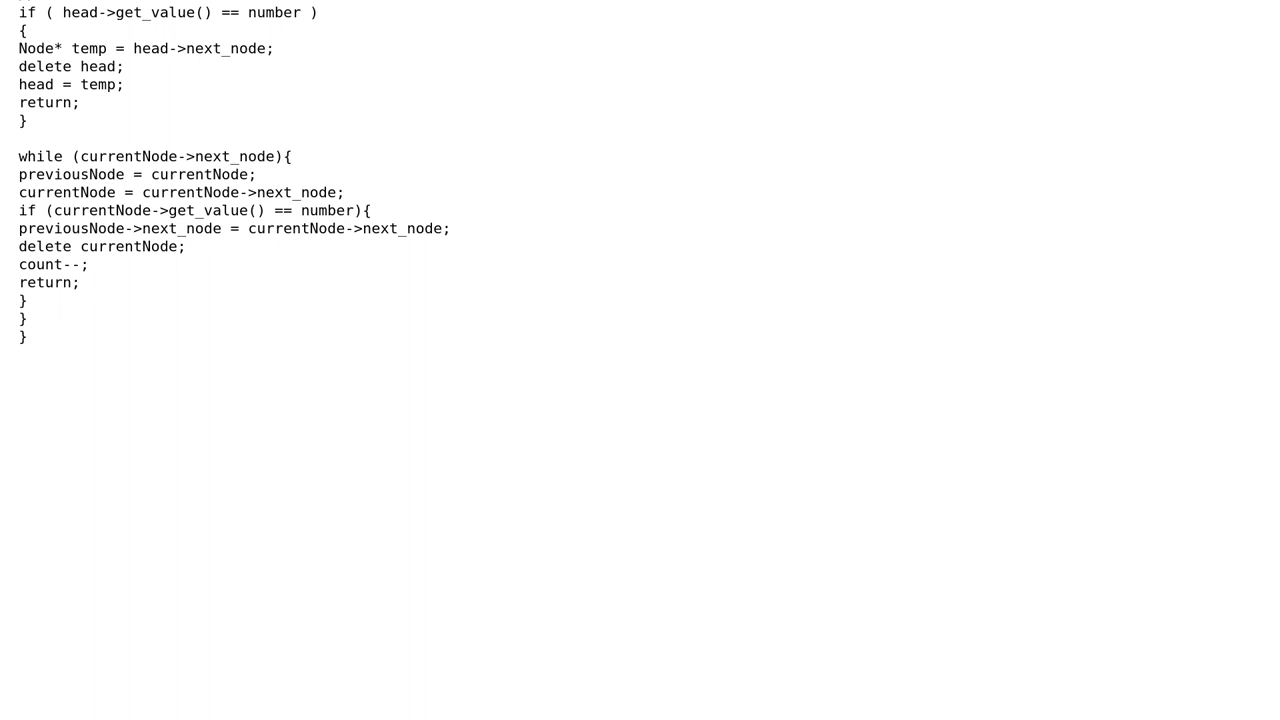 if ( head->get_value() == number )
{
Node* temp = head->next_node;
delete head;
head = temp;
return;
}
while (currentNode->next_node){
previousNode = currentNode;
currentNode = currentNode->next_node;
if (currentNode->get_value() == number){
previousNode->next_node = currentNode->next_node;
delete currentNode;
count--;
return;
}
}
}